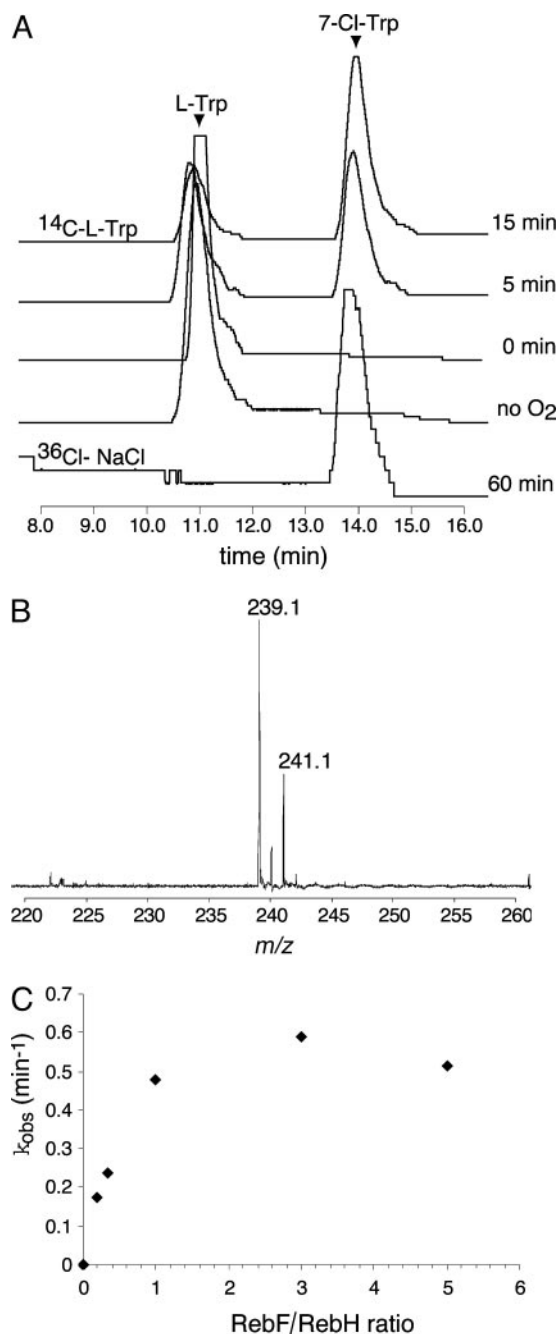 A
7-Cl-Trp
L-Trp
¹⁴C-L-Trp
15 min
5 min
0 min
no O₂
³⁶Cl- NaCl
60 min
8.0 9.0 10.0 11.0 12.0 13.0 14.0 15.0 16.0
time (min)
B
239.1
241.1
220 225 230 235 240 245 250 255 260
m/z
C
0.7
0.6
0.5
0.4
0.3
0.2
0.1
0
kobs (min-1)
0 1 2 3 4 5 6
RebF/RebH ratio